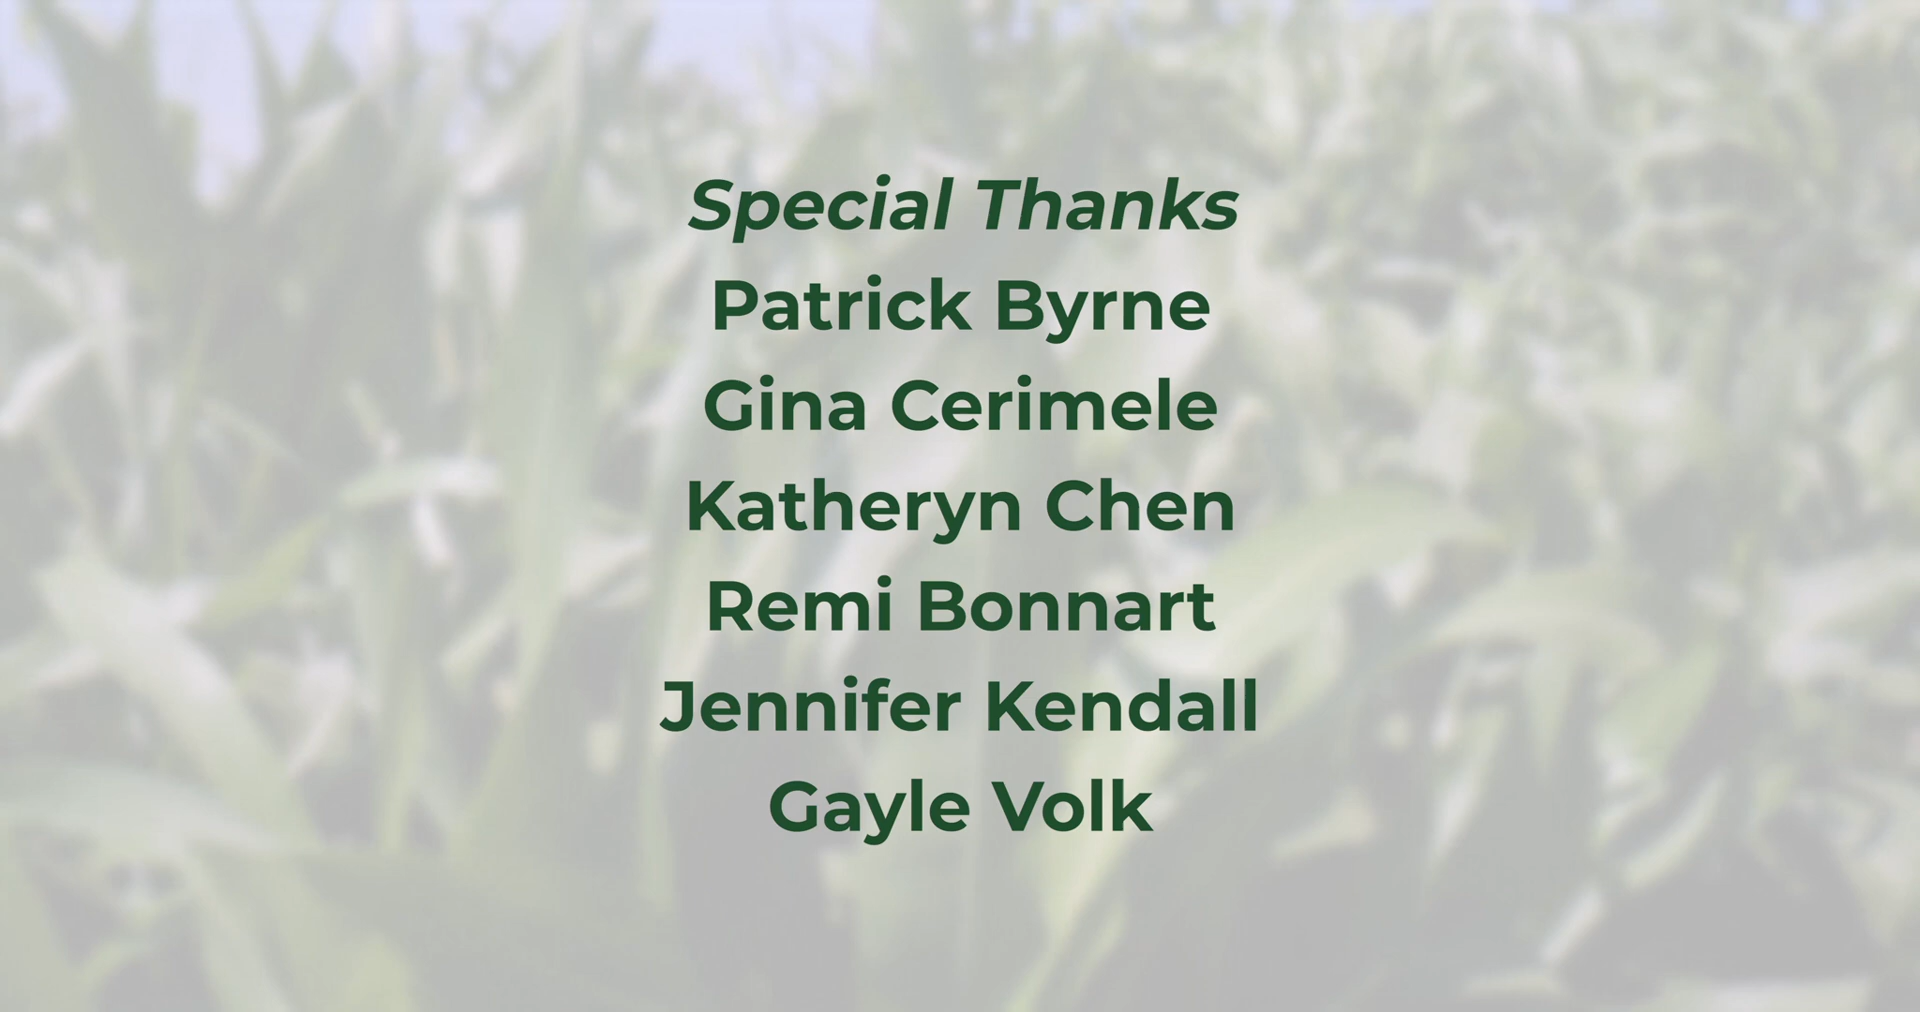 Special Thanks
Patrick Byrne
Gina Cerimele
Katheryn Chen
Remi Bonnart
Jennifer Kendall
Gayle Volk